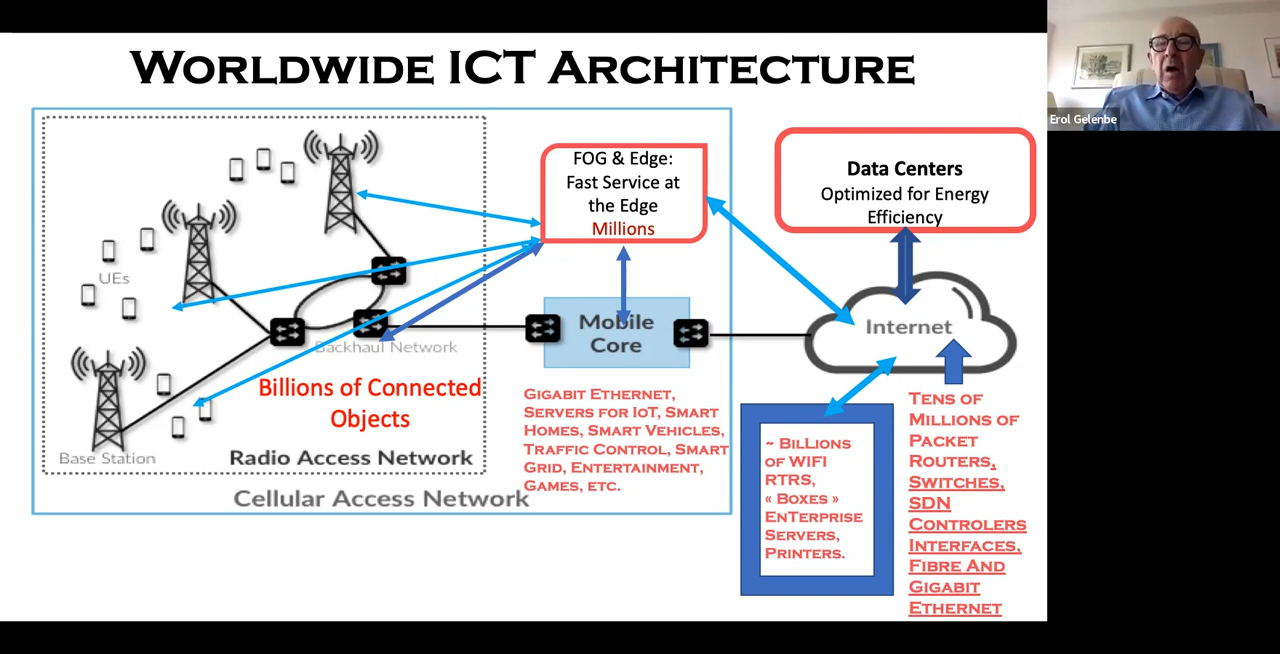 WORLDWIDE ICT ARCHITECTURE
Erol Gelenbe
FOG & Edge:
Fast Service at
the Edge
Millions
Data Centers
Optimized for Energy
Efficiency
UEs
Internet
Mobile
Core
Backhaul Network
Billions of Connected
Objects
Base Station
Radio Access Network
Cellular Access Network
GIGABIT ETHERNET,
SERVERS FOR IOT, SMART
HOMES, SMART VEHICLES,
TRAFFIC CONTROL, SMART
GRID, ENTERTAINMENT,
GAMES, ETC.
~ BILLIONS
OF WIFI
RTRS,
« BOXES »
ENTERPRISE
SERVERS,
PRINTERS.
TENS OF
MILLIONS OF
PACKET
ROUTERS,
SWITCHES,
SDN
CONTROLERS
INTERFACES,
FIBRE AND
GIGABIT
ETHERNET